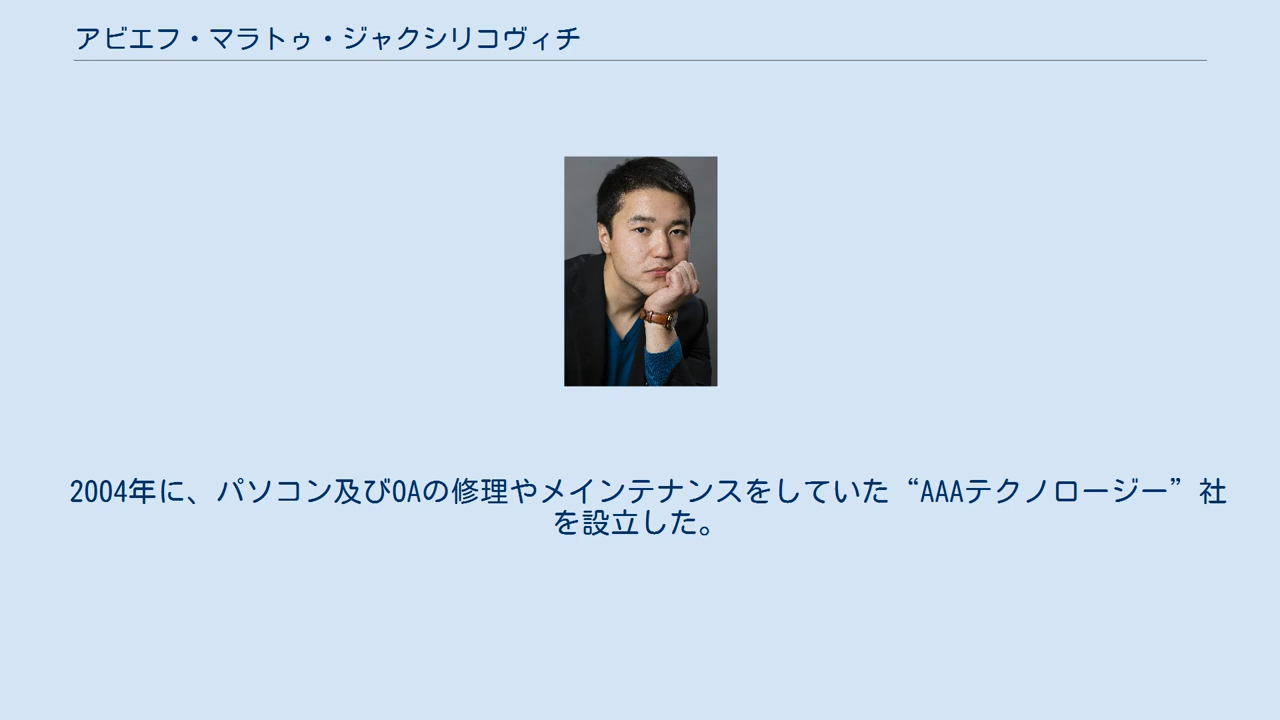 アビエフ・マラトゥ・ジャクシリコヴィチ
2004年に、パソコン及びOAの修理やメインテナンスをしていた“AAAテクノロージー”社
を設立した。